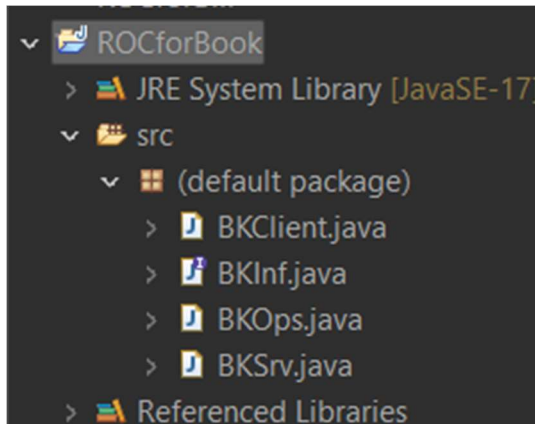 ROCforBook
JRE System Library [JavaSE-17]
src
(default package)
BKClient.java
BKInf.java
BKOps.java
BKSrv.java
Referenced Libraries